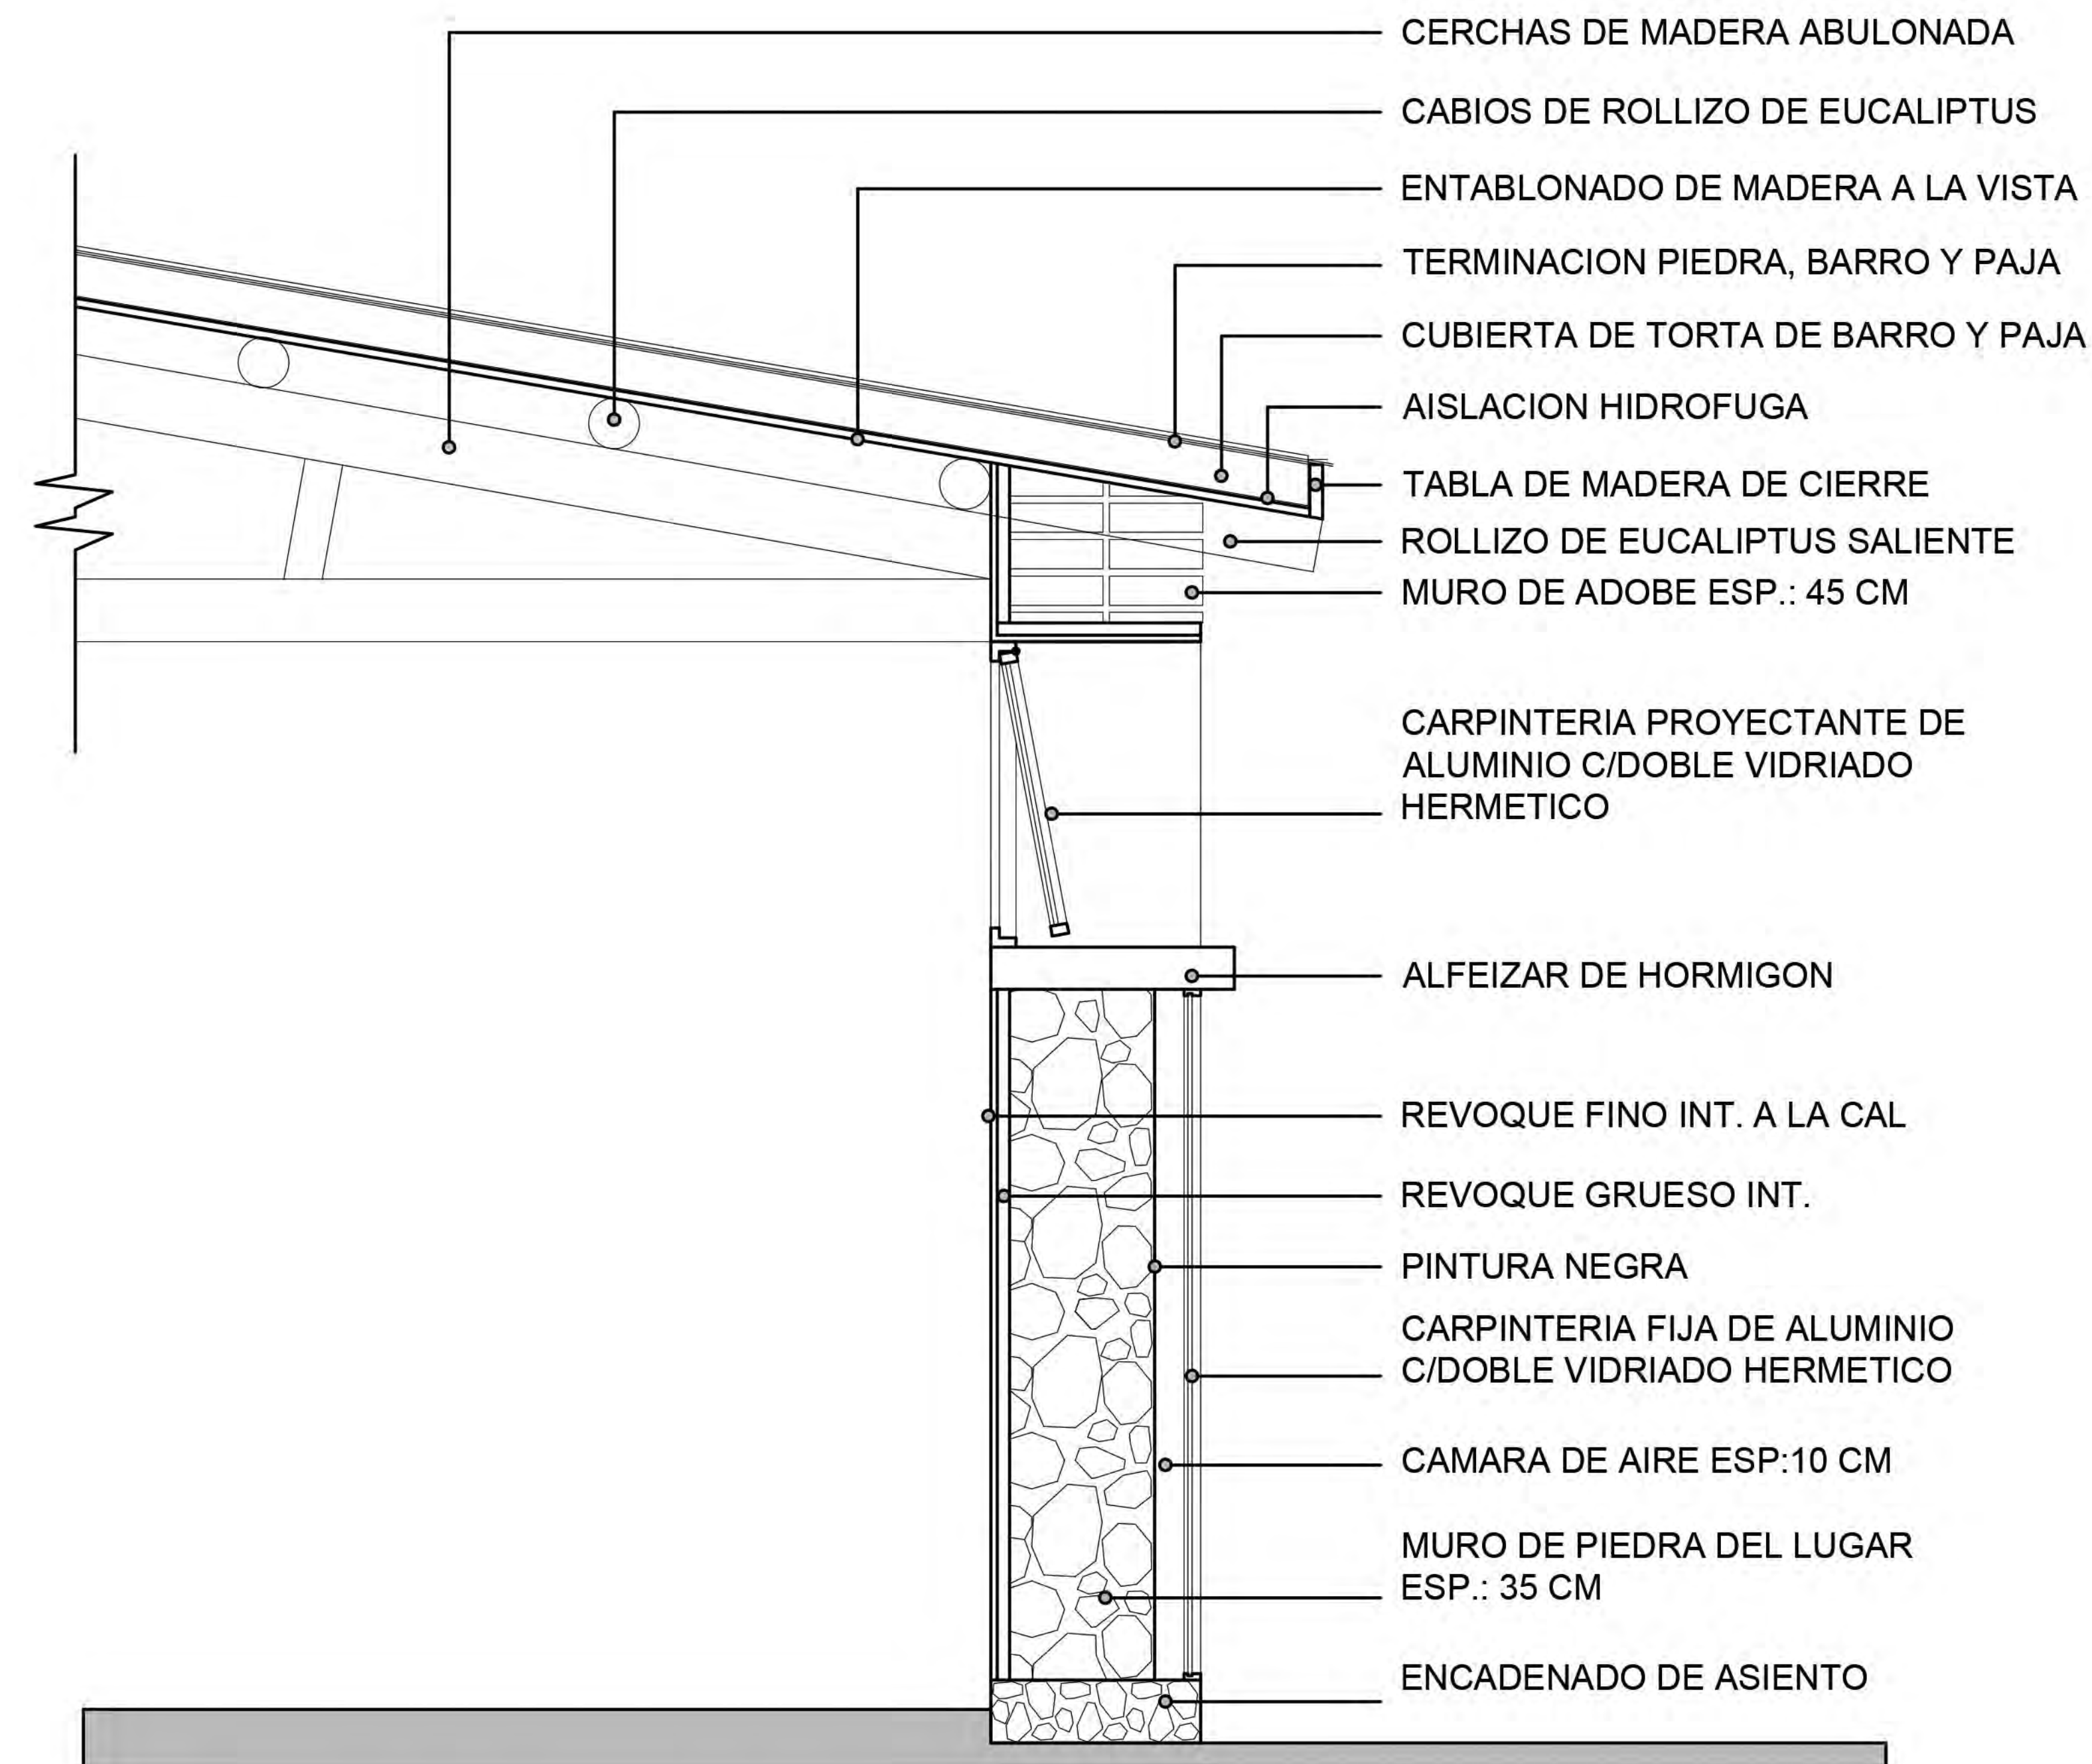 CERCHAS DE MADERA ABULONADA
CABIOS DE ROLLIZO DE EUCALIPTUS
ENTABLONADO DE MADERA A LA VISTA
TERMINACION PIEDRA, BARRO Y PAJA
CUBIERTA DE TORTA DE BARRO Y PAJA
AISLACION HIDROFUGA
TABLA DE MADERA DE CIERRE
ROLLIZO DE EUCALIPTUS SALIENTE
MURO DE ADOBE ESP.: 45 CM
CARPINTERIA PROYECTANTE DE
ALUMINIO C/DOBLE VIDRIADO
HERMETICO
ALFEIZAR DE HORMIGON
REVOQUE FINO INT. A LA CAL
REVOQUE GRUESO INT.
PINTURA NEGRA
CARPINTERIA FIJA DE ALUMINIO
C/DOBLE VIDRIADO HERMETICO
CAMARA DE AIRE ESP:10 CM
MURO DE PIEDRA DEL LUGAR
ESP.: 35 CM
ENCADENADO DE ASIENTO